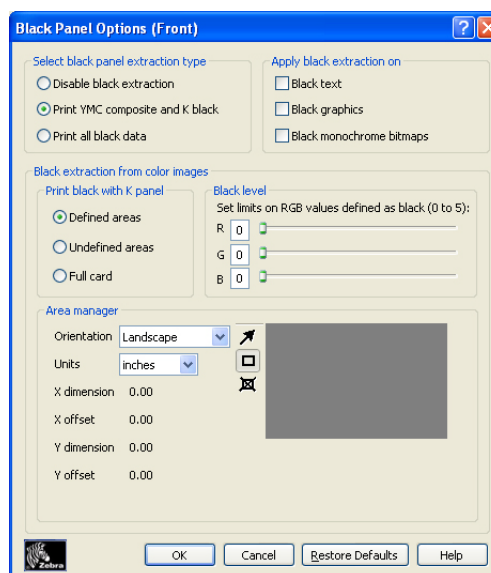 Black Panel Options (Front)
Select black panel extraction type
Disable black extraction
Print YMC composite and K black
Print all black data
Apply black extraction on
Black text
Black graphics
Black monochrome bitmaps
Black extraction from color images
Print black with K panel
Defined areas
Undefined areas
Full card
Black level
Set limits on RGB values defined as black (0 to 5):
R 0
G 0
B 0
Area manager
Orientation Landscape
Units inches
X dimension 0.00
X offset 0.00
Y dimension 0.00
Y offset 0.00
Zebra
OK Cancel Restore Defaults Help